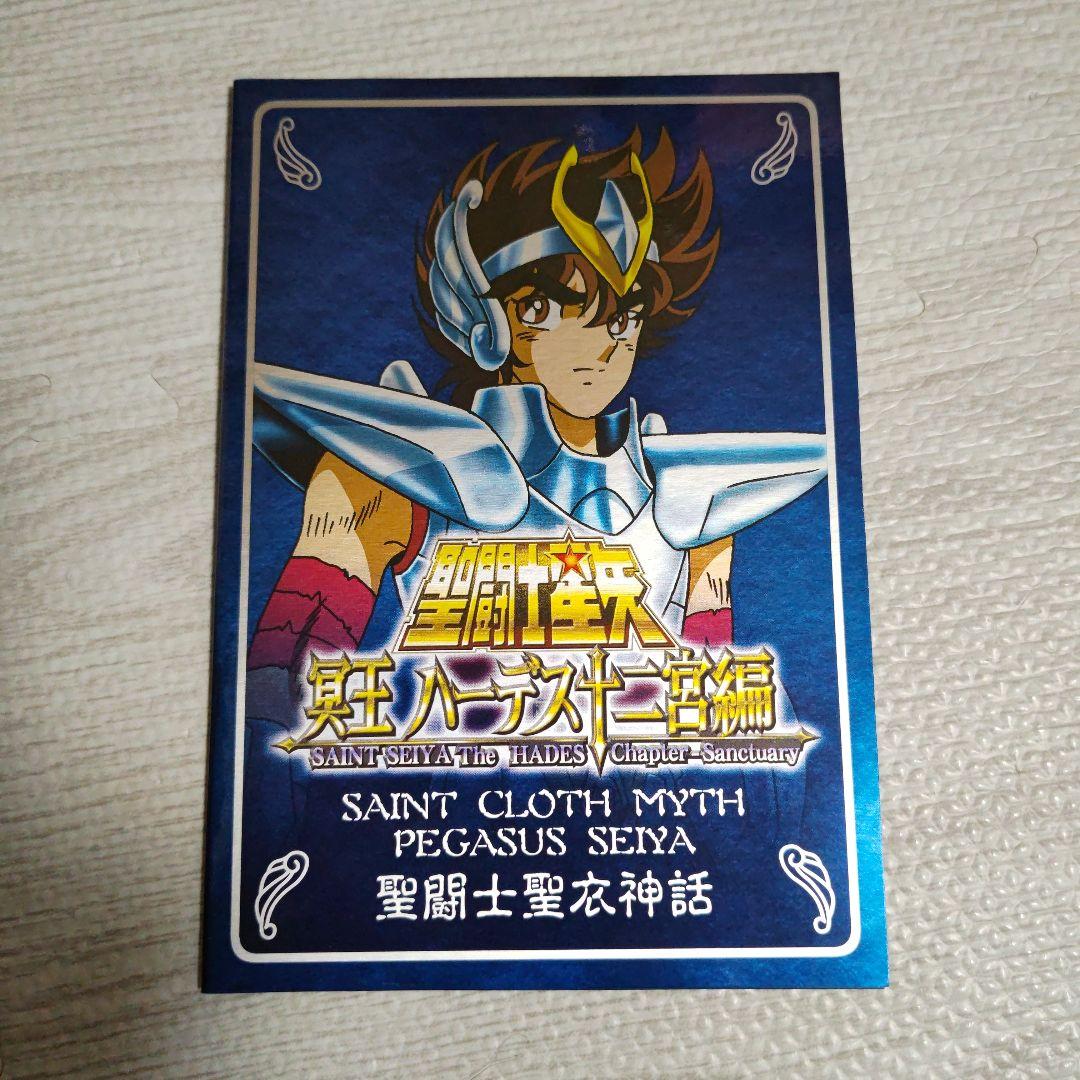 聖闘士星矢
冥王 ハーデス十二宮編
SAINT SEIYA The HADES Chapter-Sanctuary
SAINT CLOTH MYTH
PEGASUS SEIYA
聖闘士聖衣神話